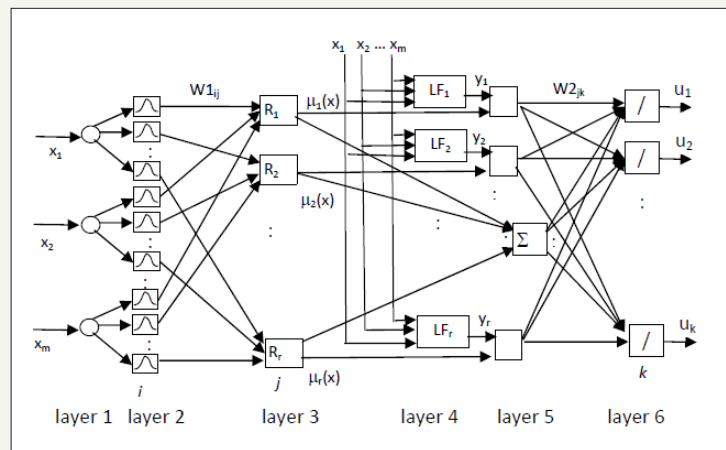 x1 x2 ... xm
W1ij
LF1
y1
W2jk
u1
R1
μ1(x)
/
x1
LF2
y2
u2
R2
/
μ2(x)
x2
Σ
xm
LFr
yr
uk
Rr
/
i
j
μr(x)
k
layer 1 layer 2 layer 3 layer 4 layer 5 layer 6